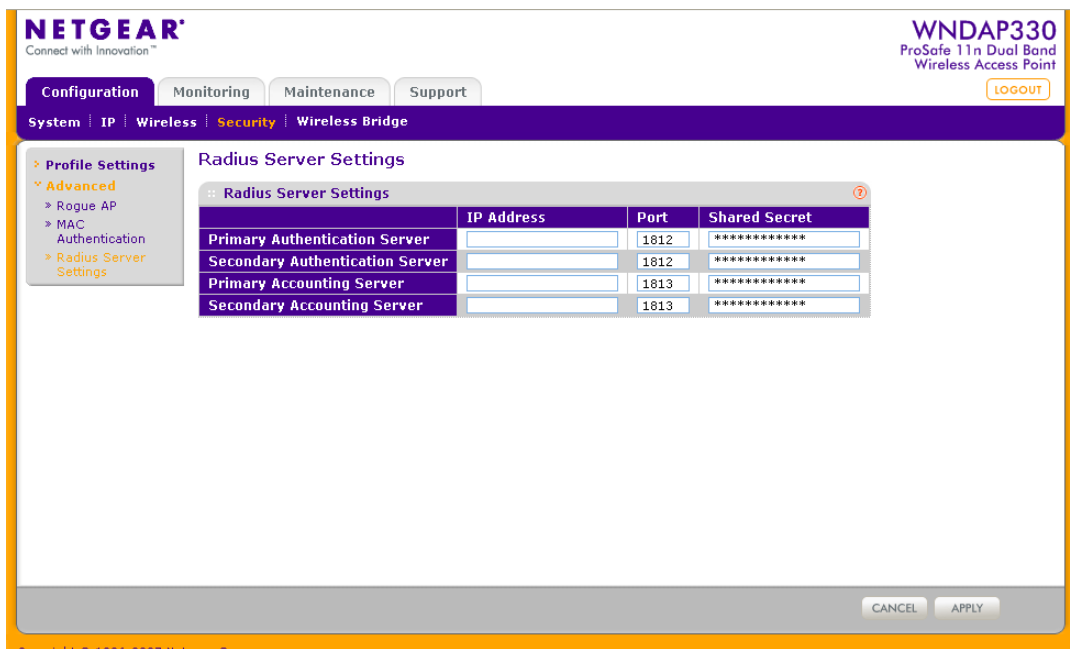 NETGEAR®
Connect with Innovation™
WNDAP330
ProSafe 11n Dual Band
Wireless Access Point
Configuration Monitoring Maintenance Support LOGOUT
System IP Wireless Security Wireless Bridge
Profile Settings
Advanced
Rogue AP
MAC
Authentication
Radius Server
Settings
Radius Server Settings
Radius Server Settings ?
IP Address Port Shared Secret
Primary Authentication Server 1812 ************
Secondary Authentication Server 1812 ************
Primary Accounting Server 1813 ************
Secondary Accounting Server 1813 ************
CANCEL APPLY